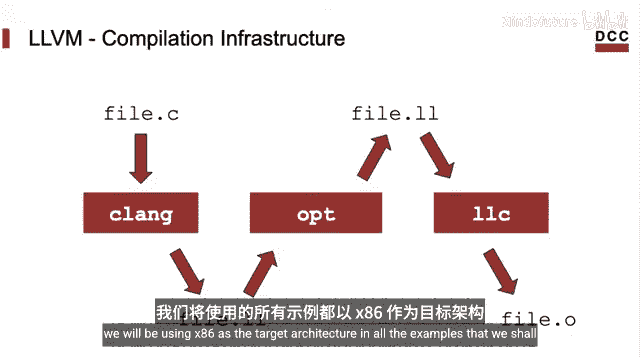 LLVM - Compilation Infrastructure
DCC
file.c
file.ll
clang
opt
llc
file.o
我们将使用的所有示例都以 x86 作为目标架构
we will be using x86 as the target architecture in all the examples that we shall